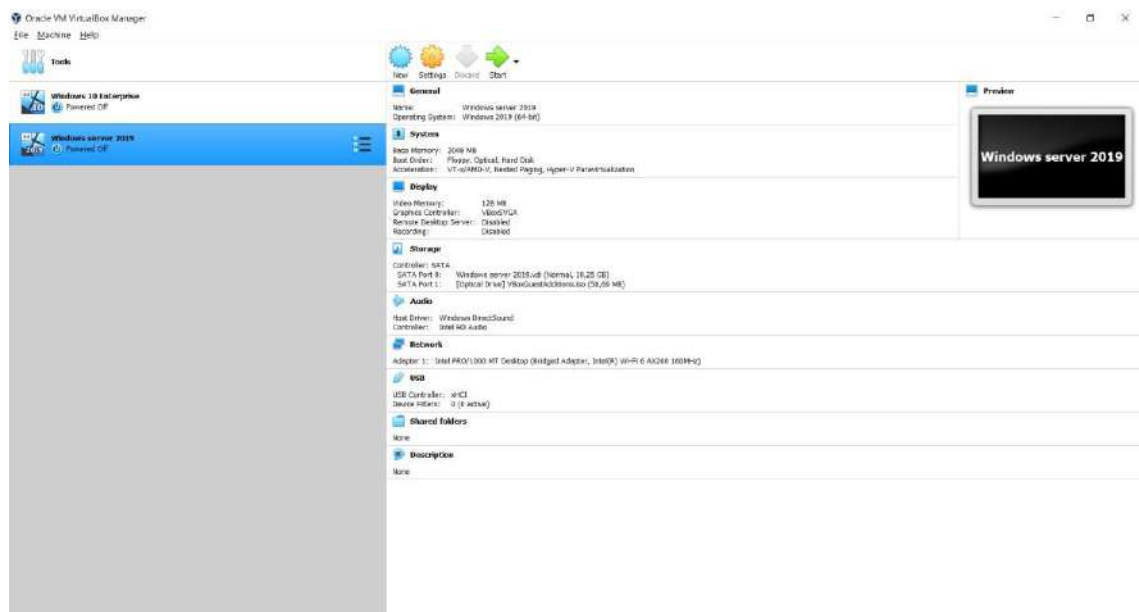 Oracle VM VirtualBox Manager
File Machine Help
Tools
New Settings Discard Start
Windows 10 Enterprise
Powered Off
Windows server 2019
Powered Off
General
Name: Windows server 2019
Operating System: Windows 2019 (64-bit)
System
Base Memory: 2048 MB
Boot Order: Floppy, Optical, Hard Disk
Acceleration: VT-x/AMD-V, Nested Paging, Hyper-V Paravirtualization
Display
Video Memory: 128 MB
Graphics Controller: VBoxSVGA
Remote Desktop Server: Disabled
Recording: Disabled
Storage
Controller: SATA
SATA Port 0: Windows server 2019.vdi (Normal, GB)
SATA Port 1: [Optical Drive] VBoxGuestAdditions.iso (MB)
Audio
Host Driver: Windows DirectSound
Controller: Intel HD Audio
Network
Adapter 1: Intel PRO/1000 MT Desktop (Bridged Adapter, Intel(R) Wi-Fi 6 160MHz)
USB
USB Controller: xHCI
Device Filters: 0 (0 active)
Shared folders
None
Description
None
Preview
Windows server 2019